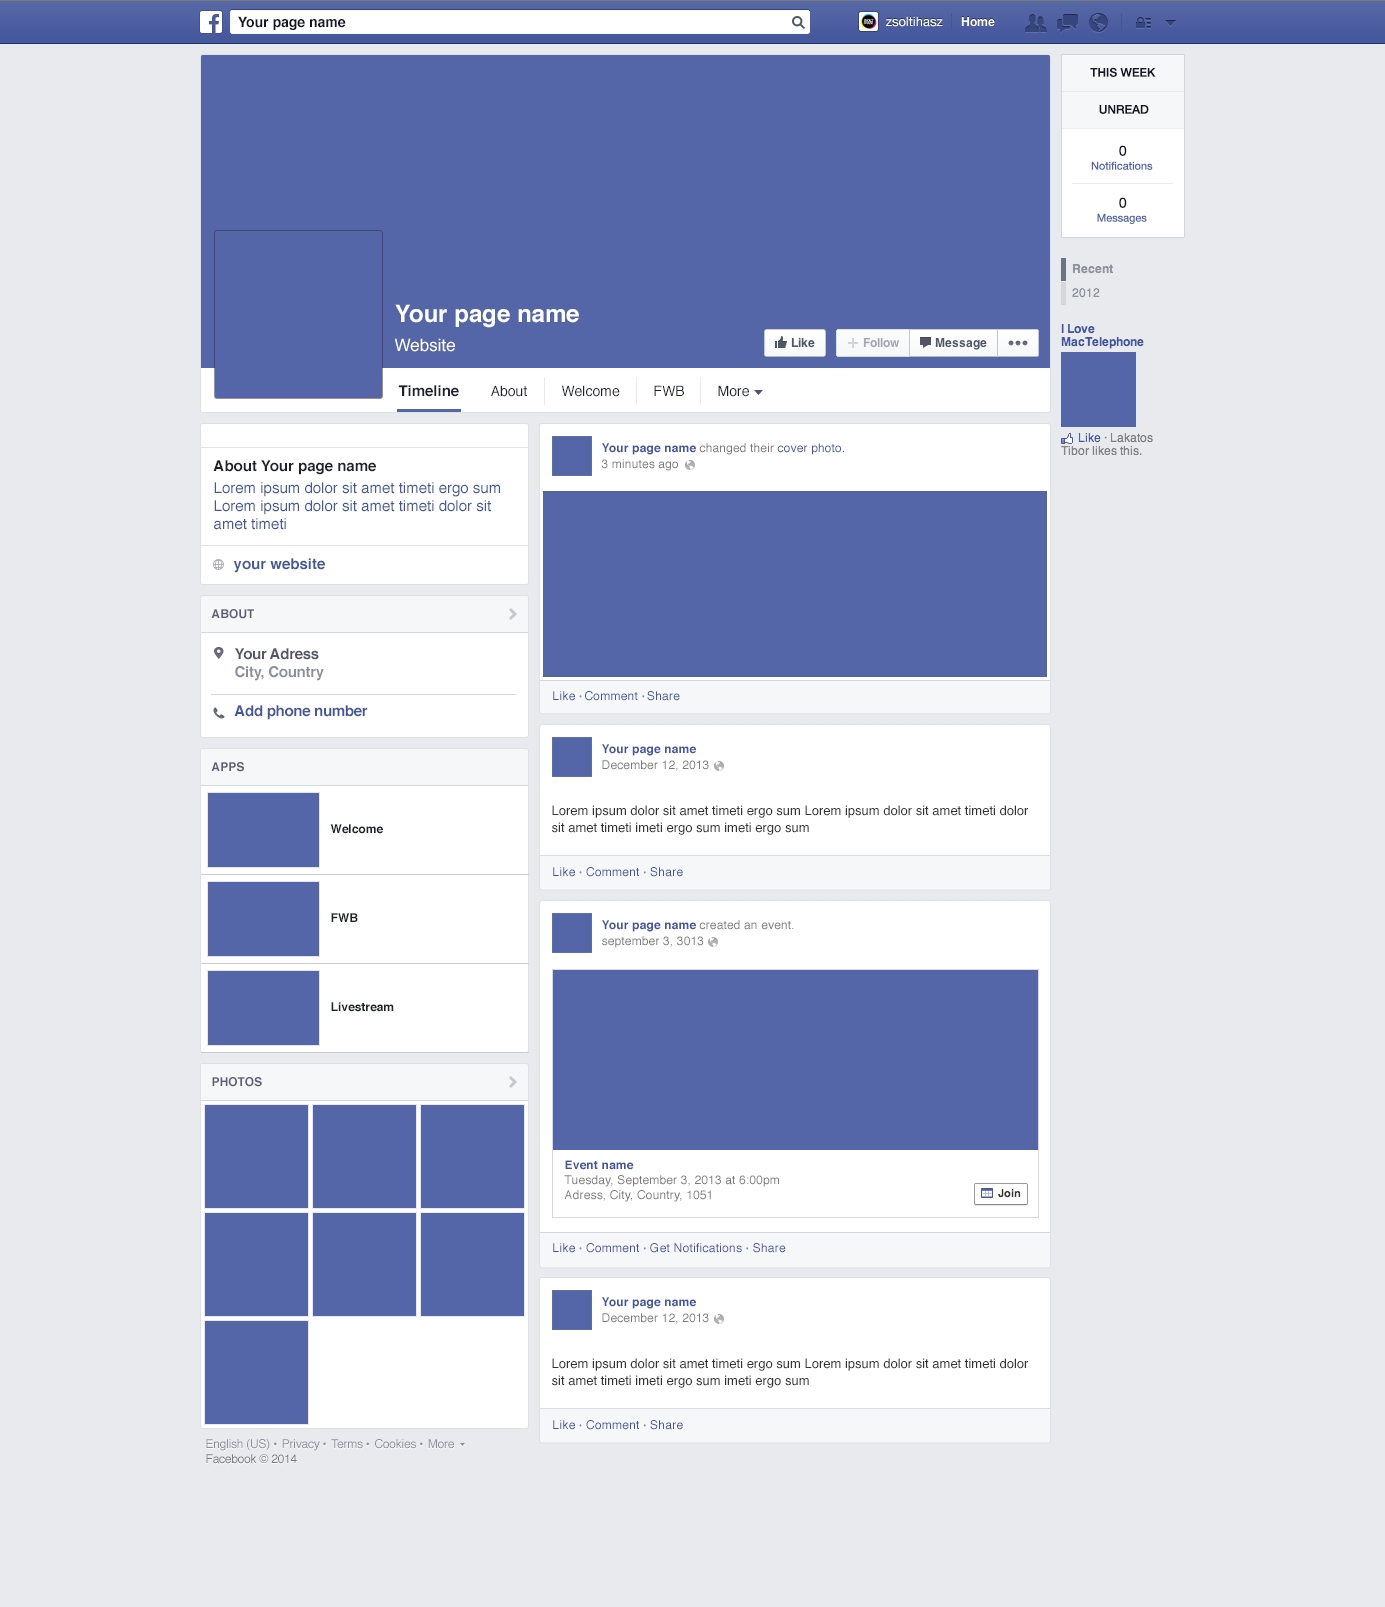 f Your page name
zsoltihasz Home
Your page name
Website
Like Follow Message
Timeline About Welcome FWB More
THIS WEEK
UNREAD
0
Notifications
0
Messages
Recent
2012
I Love
MacTelephone
Like · Lakatos
Tibor likes this.
About Your page name
Lorem ipsum dolor sit amet timeti ergo sum
Lorem ipsum dolor sit amet timeti dolor sit
amet timeti
your website
ABOUT
Your Adress
City, Country
Add phone number
APPS
Welcome
FWB
Livestream
PHOTOS
English (US) · Privacy · Terms · Cookies · More
Facebook © 2014
Your page name changed their cover photo.
3 minutes ago
Like · Comment · Share
Your page name
December 12, 2013
Lorem ipsum dolor sit amet timeti ergo sum Lorem ipsum dolor sit amet timeti dolor
sit amet timeti imeti ergo sum imeti ergo sum
Like · Comment · Share
Your page name created an event.
september 3, 3013
Event name
Tuesday, September 3, 2013 at 6:00pm
Adress, City, Country, 1051
Join
Like · Comment · Get Notifications · Share
Your page name
December 12, 2013
Lorem ipsum dolor sit amet timeti ergo sum Lorem ipsum dolor sit amet timeti dolor
sit amet timeti imeti ergo sum imeti ergo sum
Like · Comment · Share